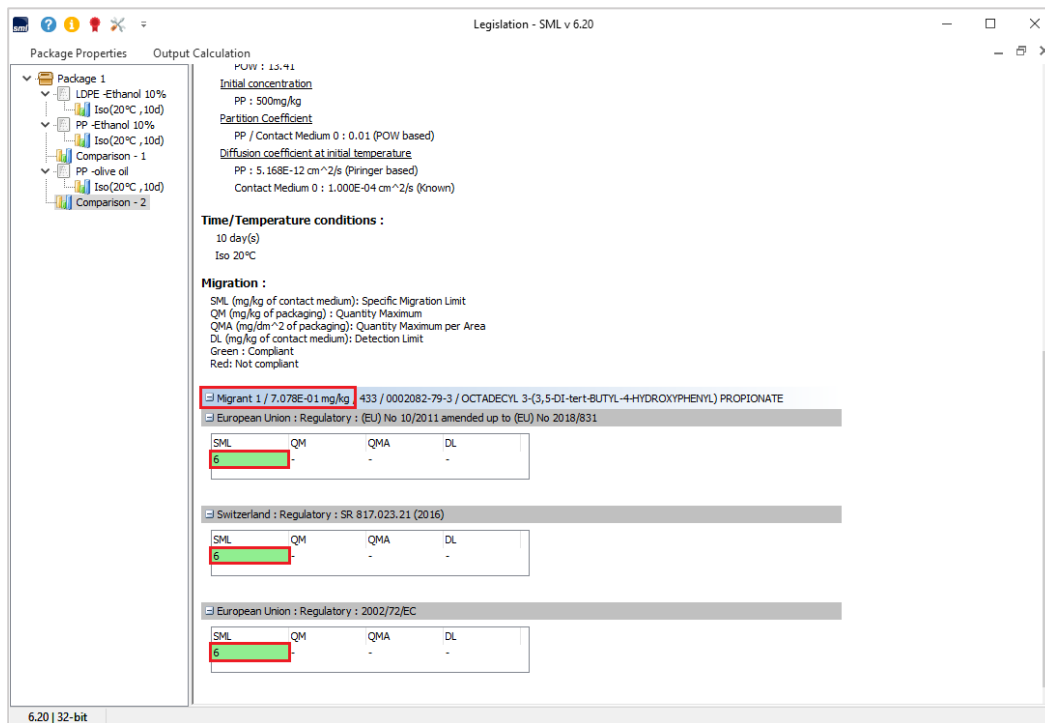 sml
Legislation - SML v 6.20
Package Properties Output Calculation
Package 1
LDPE -Ethanol 10%
Iso(20°C ,10d)
PP -Ethanol 10%
Iso(20°C ,10d)
Comparison - 1
PP -olive oil
Iso(20°C ,10d)
Comparison - 2
POW : 13.41
Initial concentration
PP : 500mg/kg
Partition Coefficient
PP / Contact Medium 0 : 0.01 (POW based)
Diffusion coefficient at initial temperature
PP : 5.168E-12 cm^2/s (Piringer based)
Contact Medium 0 : 1.000E-04 cm^2/s (Known)
Time/Temperature conditions :
10 day(s)
Iso 20°C
Migration :
SML (mg/kg of contact medium): Specific Migration Limit
QM (mg/kg of packaging) : Quantity Maximum
QMA (mg/dm^2 of packaging): Quantity Maximum per Area
DL (mg/kg of contact medium): Detection Limit
Green : Compliant
Red: Not compliant
Migrant 1 / 7.078E-01 mg/kg / 433 / 0002082-79-3 / OCTADECYL 3-(3,5-DI-tert-BUTYL-4-HYDROXYPHENYL) PROPIONATE
European Union : Regulatory : (EU) No 10/2011 amended up to (EU) No 2018/831
SML QM QMA DL
6 - - -
Switzerland : Regulatory : SR 817.023.21 (2016)
SML QM QMA DL
6 - - -
European Union : Regulatory : 2002/72/EC
SML QM QMA DL
6 - - -
6.20 | 32-bit